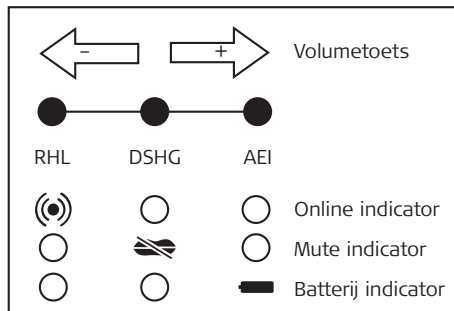 - + Volumetoets
RHL DSHG AEI
Online indicator
Mute indicator
Batterij indicator